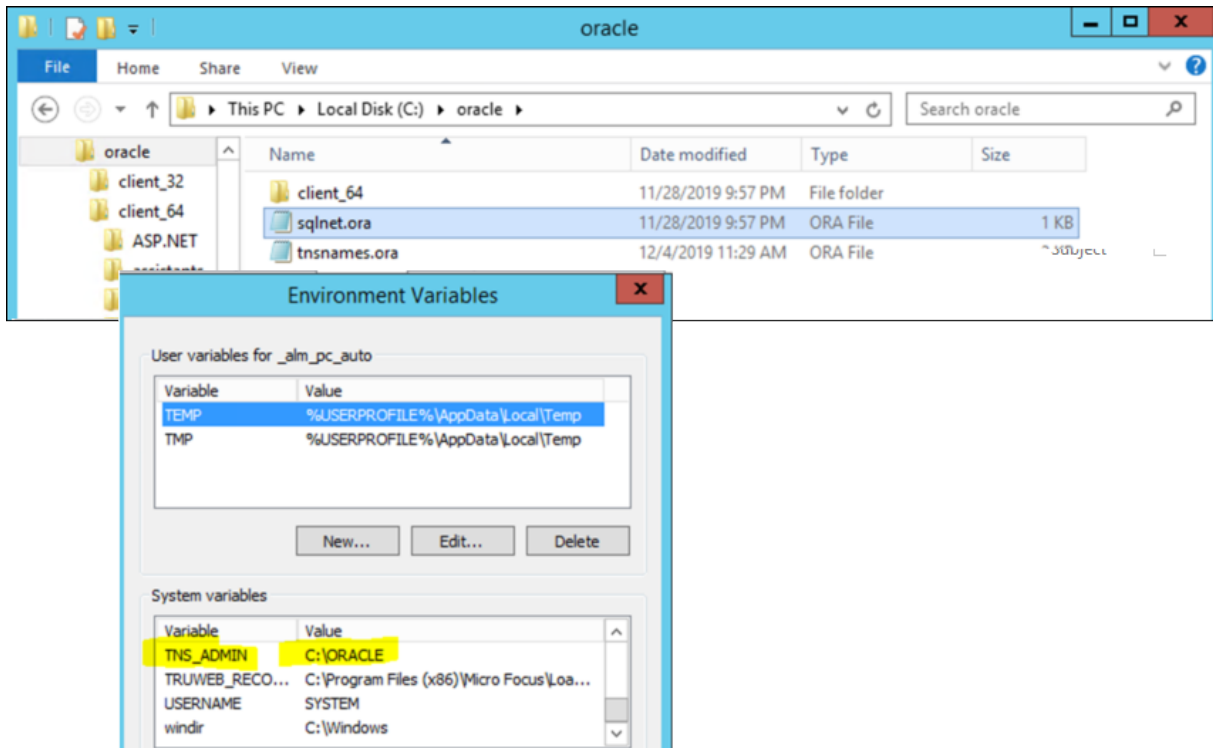 oracle
File Home Share View
This PC Local Disk (C:) oracle
Search oracle
oracle
client_32
client_64
ASP.NET
Name Date modified Type Size
client_64 11/28/2019 9:57 PM File folder
sqlnet.ora 11/28/2019 9:57 PM ORA File 1 KB
tnsnames.ora 12/4/2019 11:29 AM ORA File
Environment Variables
User variables for _alm_pc_auto
Variable Value
TEMP %USERPROFILE%\AppData\Local\Temp
TMP %USERPROFILE%\AppData\Local\Temp
New... Edit... Delete
System variables
Variable Value
TNS_ADMIN C:\ORACLE
TRUWEB_RECO... C:\Program Files (x86)\Micro Focus\Loa...
USERNAME SYSTEM
windir C:\Windows